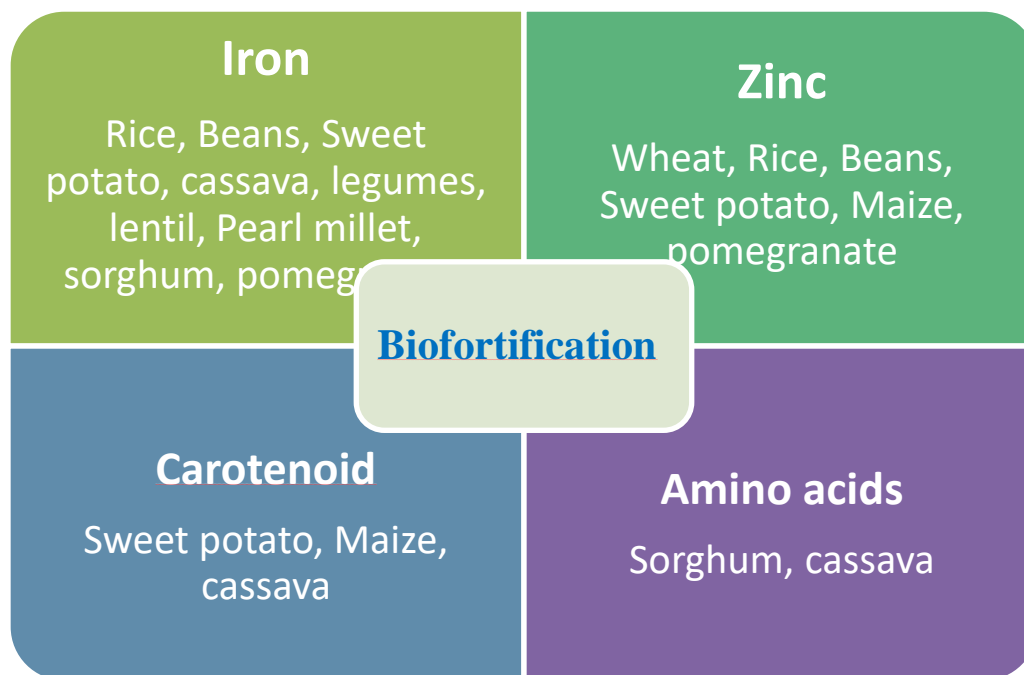 Iron
Rice, Beans, Sweet
potato, cassava, legumes,
lentil, Pearl millet,
sorghum,
Zinc
Wheat, Rice, Beans,
Sweet potato, Maize,
pomegranate
Biofortification
Carotenoid
Sweet potato, Maize,
cassava
Amino acids
Sorghum, cassava